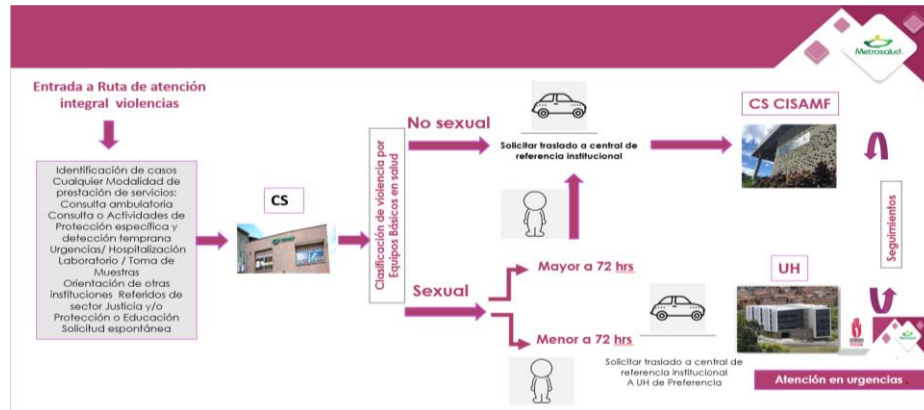 Metrosalud
Entrada a Ruta de atención
integral violencias
Identificación de casos
Cualquier Modalidad de
prestación de servicios:
Consulta ambulatoria
Consulta o Actividades de
Protección específica y
detección temprana
Urgencias/ Hospitalización
Laboratorio / Toma de
Muestras
Orientación de otras
instituciones Referidos de
sector Justicia y/o
Protección o Educación
Solicitud espontánea
CS
Clasificación de violencia por
Equipos Básicos en salud
No sexual
Solicitar traslado a central de
referencia institucional
CS CISAMF
Sexual
Mayor a 72 hrs
Menor a 72 hrs
Solicitar traslado a central de
referencia institucional
A UH de Preferencia
UH
Seguimientos
Atención en urgencias